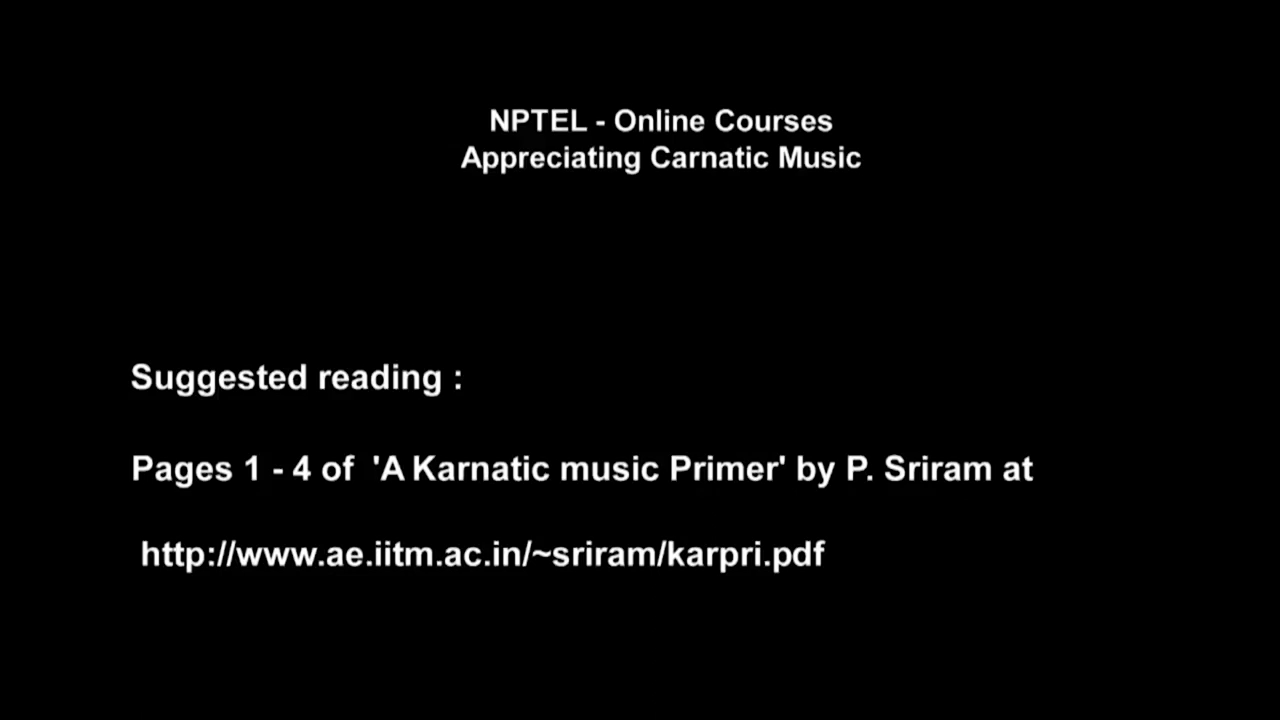 NPTEL - Online Courses
Appreciating Carnatic Music
Suggested reading :
Pages 1 - 4 of 'A Karnatic music Primer' by P. Sriram at
http://www.ae.iitm.ac.in/~sriram/karpri.pdf